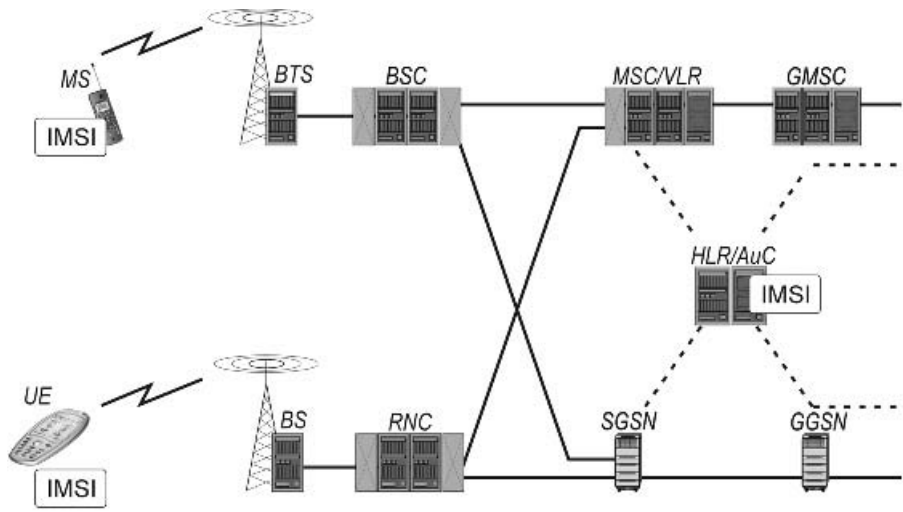 MS
BTS
BSC
MSC/VLR
GMSC
IMSI
HLR/AuC
IMSI
UE
BS
RNC
SGSN
GGSN
IMSI